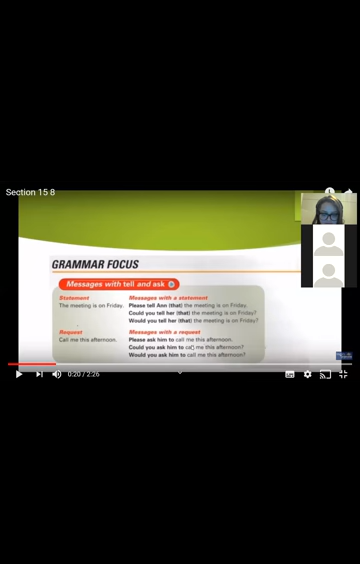 Section 15 8
GRAMMAR FOCUS
Messages with tell and ask
Statement
The meeting is on Friday.
Messages with a statement
Please tell Ann (that) the meeting is on Friday.
Could you tell her (that) the meeting is on Friday?
Would you tell her (that) the meeting is on Friday?
Request
Call me this afternoon.
Messages with a request
Please ask him to call me this afternoon.
Could you ask him to call me this afternoon?
Would you ask him to call me this afternoon?
0:20 / 2:26